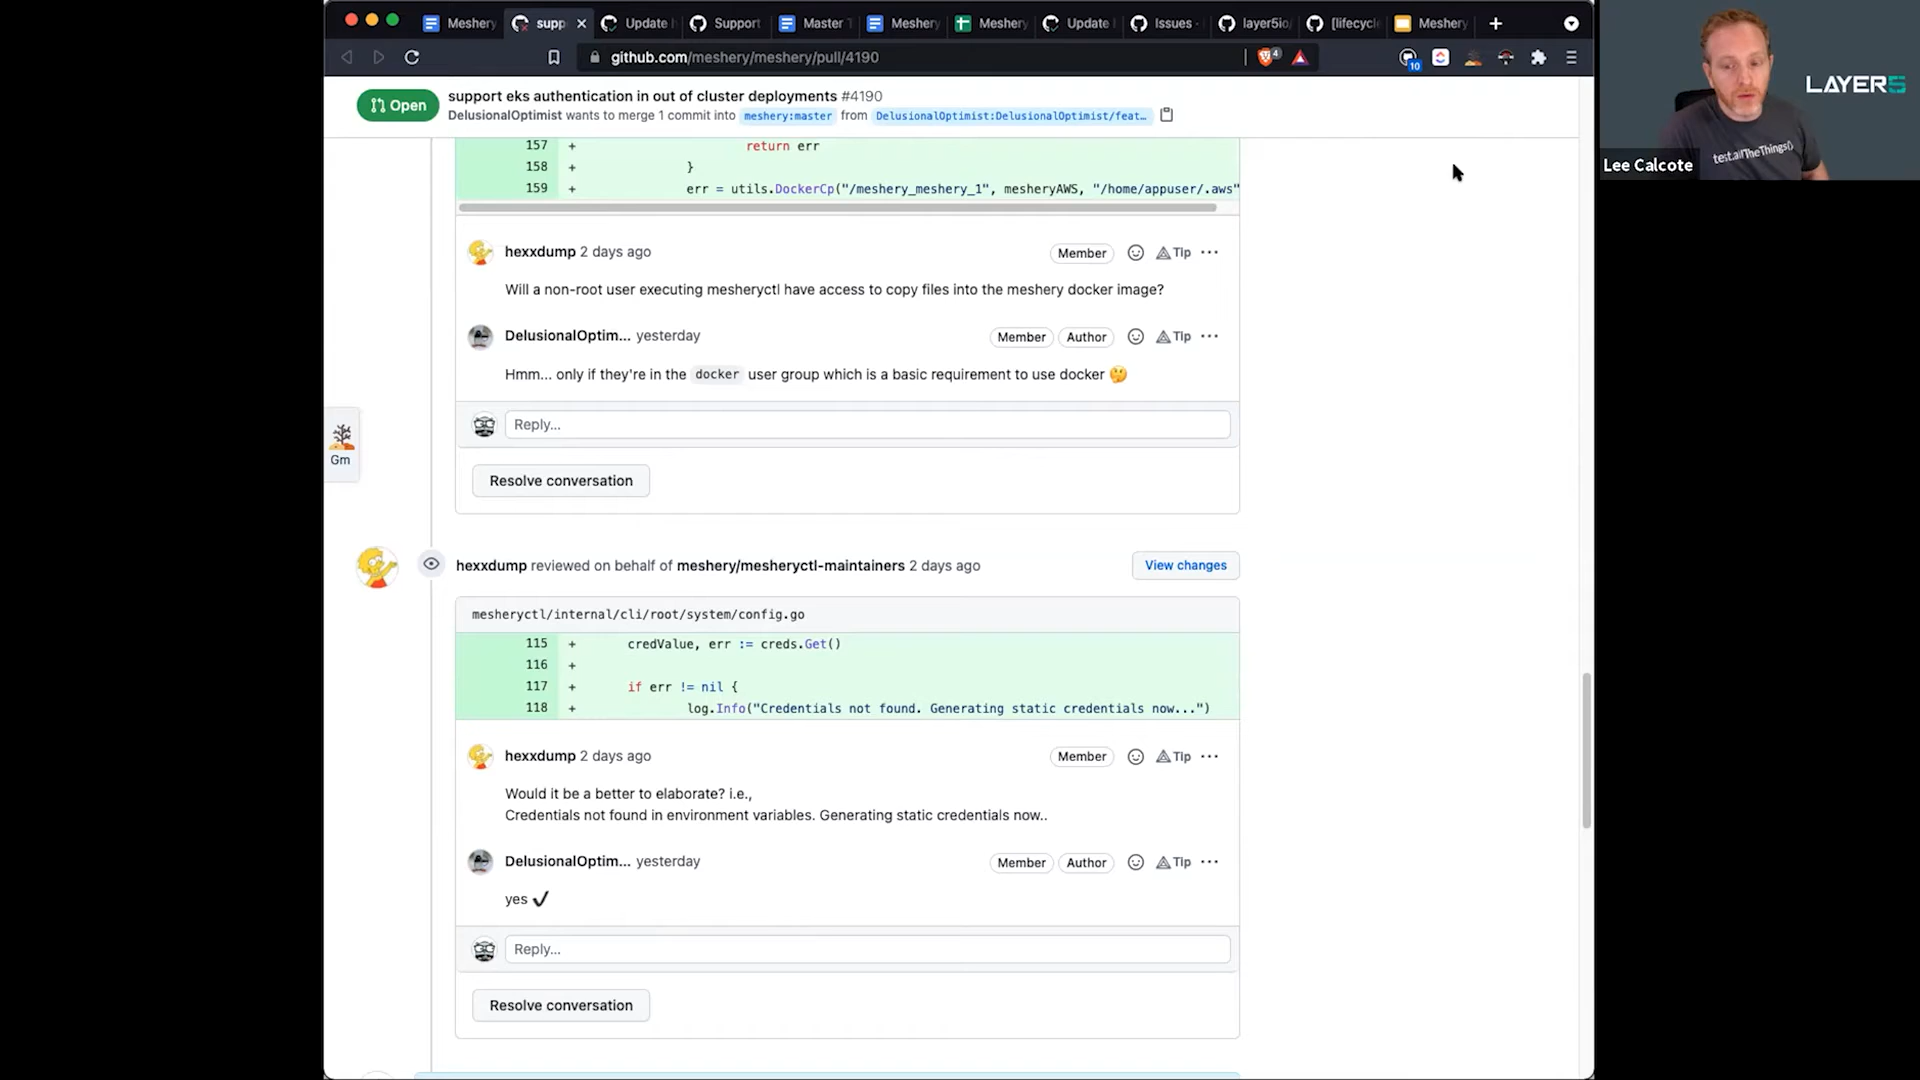 Meshery
supp
Update
Support
Master
Meshery
Meshery
Update
Issues -
layer5io
[lifecycl
Meshery
github.com/meshery/meshery/pull/4190
4
10
Open
support eks authentication in out of cluster deployments #4190
DelusionalOptimist wants to merge 1 commit into meshery:master from DelusionalOptimist:DelusionalOptimist/feat…
157 + return err
158 + }
159 + err = utils.DockerCp("/meshery_meshery_1", mesheryAWS, "/home/appuser/.aws"
hexxdump 2 days ago
Member Tip ···
Will a non-root user executing mesheryctl have access to copy files into the meshery docker image?
DelusionalOptim... yesterday
Member Author Tip ···
Hmm... only if they're in the docker user group which is a basic requirement to use docker 🤔
Reply...
Resolve conversation
Gm
hexxdump reviewed on behalf of meshery/mesheryctl-maintainers 2 days ago
View changes
mesheryctl/internal/cli/root/system/config.go
115 + credValue, err := creds.Get()
116 +
117 + if err != nil {
118 + log.Info("Credentials not found. Generating static credentials now...")
hexxdump 2 days ago
Member Tip ···
Would it be a better to elaborate? i.e.,
Credentials not found in environment variables. Generating static credentials now..
DelusionalOptim... yesterday
Member Author Tip ···
yes ✔
Reply...
Resolve conversation
LAYER5
test.allTheThings()
Lee Calcote